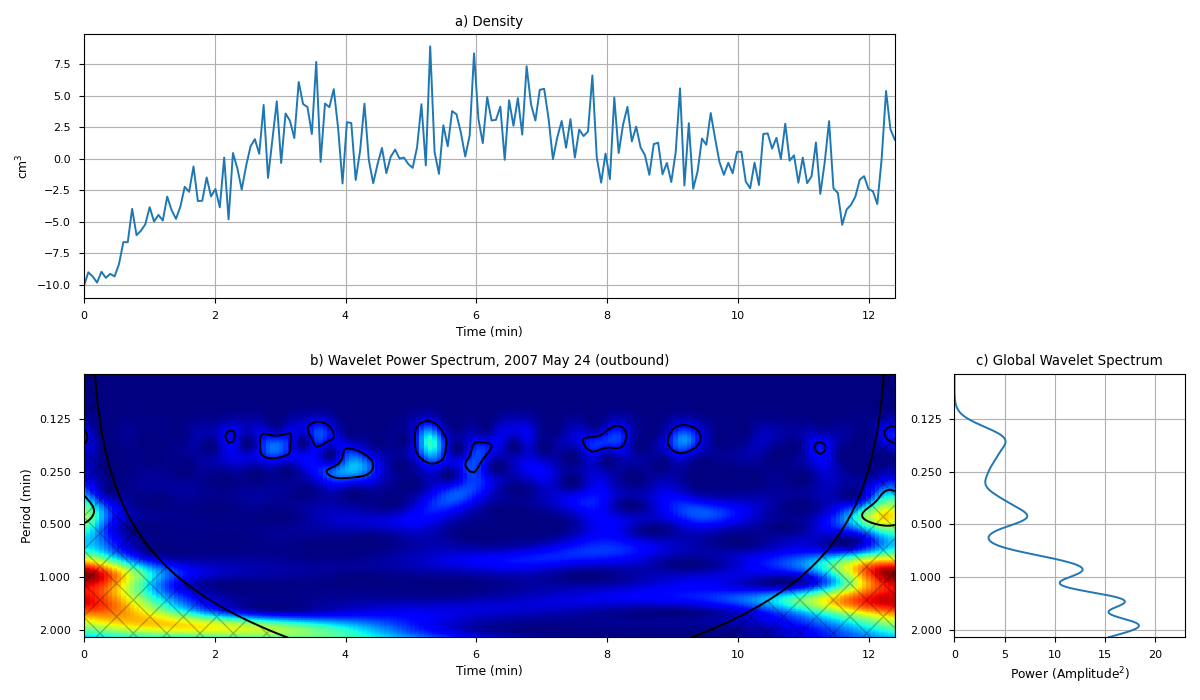 a) Density
cm³
7.5
5.0
2.5
0.0
−2.5
−5.0
−7.5
−10.0
0 2 4 6 8 10 12
Time (min)
b) Wavelet Power Spectrum, 2007 May 24 (outbound)
Period (min)
0.125
0.250
0.500
1.000
2.000
0 2 4 6 8 10 12
Time (min)
c) Global Wavelet Spectrum
0.125
0.250
0.500
1.000
2.000
0 5 10 15 20
Power (Amplitude²)